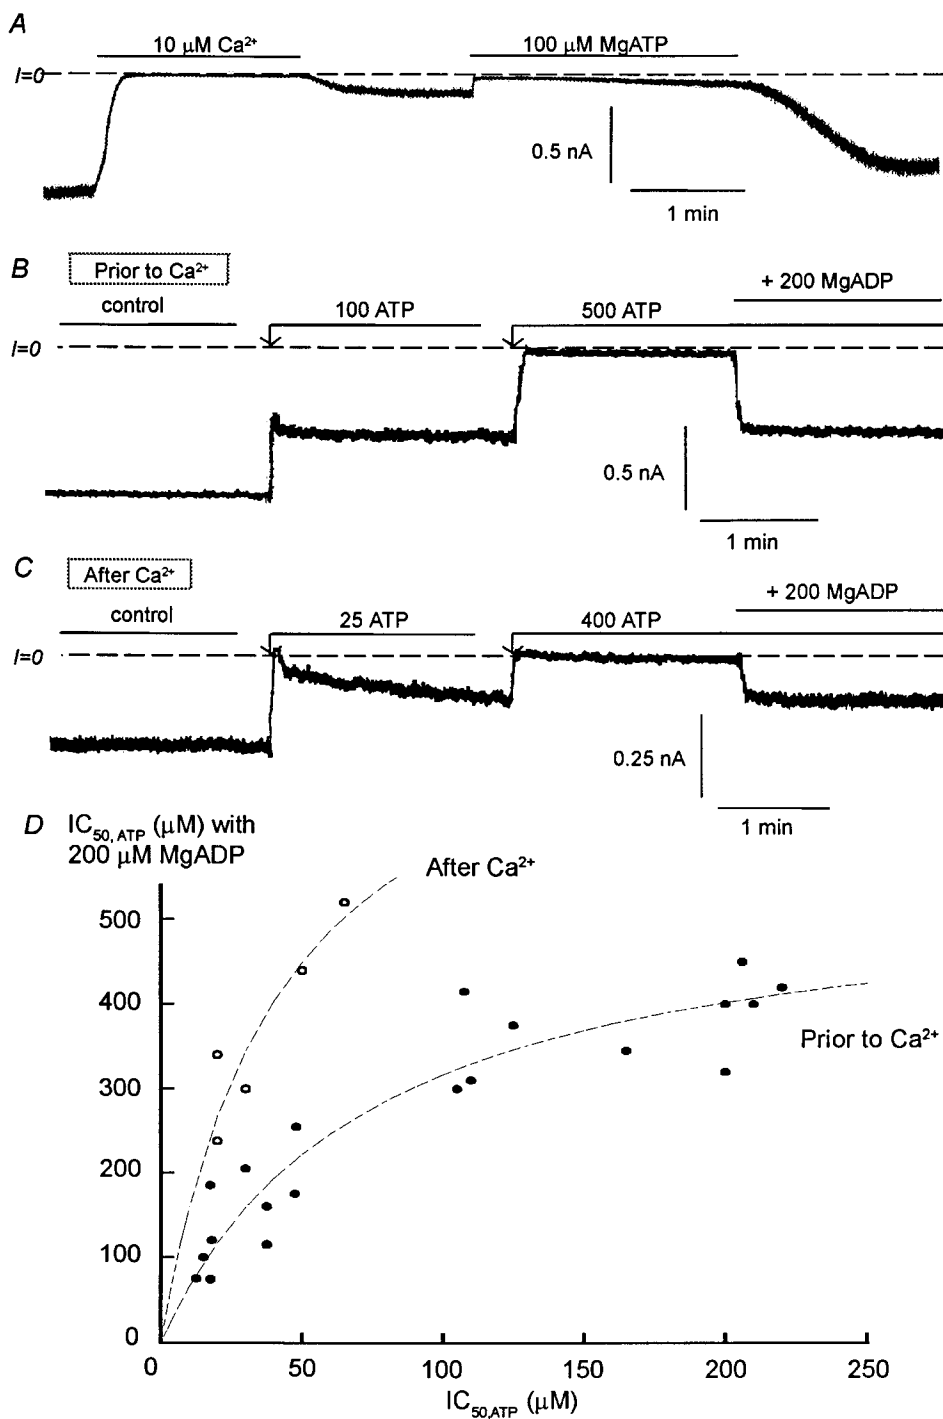 A
10 μM Ca²⁺
100 μM MgATP
I=0
0.5 nA
1 min
B
Prior to Ca²⁺
control
100 ATP
500 ATP
+ 200 MgADP
I=0
0.5 nA
1 min
C
After Ca²⁺
control
25 ATP
400 ATP
+ 200 MgADP
I=0
0.25 nA
1 min
D
IC₅₀, ATP (μM) with
200 μM MgADP
After Ca²⁺
Prior to Ca²⁺
500
400
300
200
100
0
0
50
100
150
200
250
IC₅₀,ATP (μM)